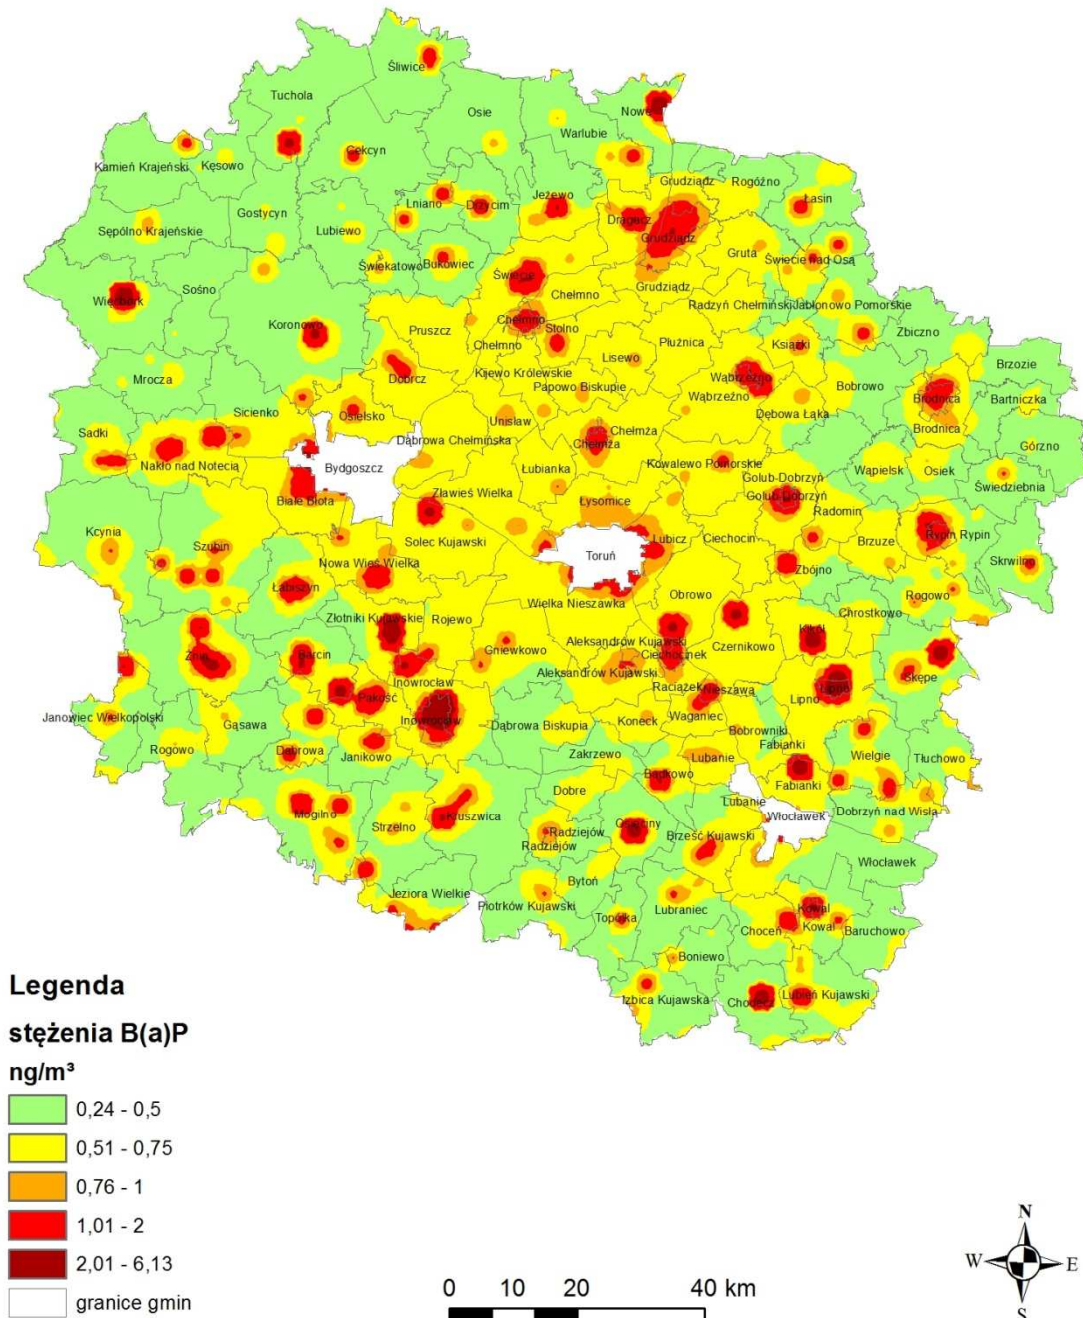 Śliwice
Tuchola
Osie
Nowe
Warlubie
Kamień Krajeński
Kęsowo
Cekcyn
Grudziądz
Rogóźno
Łasin
Lniano
Drzycim
Jeżewo
Gostycyn
Dragacz
Sępólno Krajeńskie
Lubiewo
Grudziądz
Gruta
Świecie nad Osą
Świekatowo
Bukowiec
Świecie
Sośno
Więcbork
Chełmno
Grudziądz
Radzyń Chełmiński
Jabłonowo Pomorskie
Koronowo
Pruszcz
Chełmno
Stolno
Płużnica
Zbiczno
Chełmno
Książki
Lisewo
Brzozie
Mrocza
Dobrcz
Kijewo Królewskie
Wąbrzeźno
Bobrowo
Papowo Biskupie
Wąbrzeźno
Brodnica
Bartniczka
Sicienko
Osielsko
Unisław
Dębowa Łąka
Sadki
Dąbrowa Chełmińska
Chełmża
Chełmża
Brodnica
Górzno
Nakło nad Notecią
Bydgoszcz
Łubianka
Kowalewo Pomorskie
Wąpielsk
Osiek
Golub-Dobrzyń
Świedziebnia
Białe Błota
Zławieś Wielka
Łysomice
Golub-Dobrzyń
Radomin
Kcynia
Solec Kujawski
Lubicz
Ciechocin
Rypin
Rypin
Szubin
Toruń
Brzuze
Nowa Wieś Wielka
Zbójno
Skrwilno
Łabiszyn
Wielka Nieszawka
Obrowo
Rogowo
Złotniki Kujawskie
Rojewo
Chrostkowo
Żnin
Barcin
Gniewkowo
Aleksandrów Kujawski
Czernikowo
Kikół
Inowrocław
Ciechocinek
Aleksandrów Kujawski
Skępe
Pakość
Raciążek
Nieszawa
Lipno
Lipno
Janowiec Wielkopolski
Gąsawa
Inowrocław
Dąbrowa Biskupia
Koneck
Waganiec
Bobrowniki
Rogowo
Dąbrowa
Janikowo
Zakrzewo
Lubanie
Fabianki
Wielgie
Tłuchowo
Bądkowo
Fabianki
Dobre
Lubanie
Mogilno
Kruszwica
Włocławek
Dobrzyń nad Wisłą
Strzelno
Radziejów
Osięciny
Brześć Kujawski
Radziejów
Włocławek
Bytoń
Jeziora Wielkie
Piotrków Kujawski
Lubraniec
Topólka
Kowal
Choceń
Kowal
Baruchowo
Boniewo
Izbica Kujawska
Chodecz
Lubień Kujawski
Legenda
stężenia B(a)P
ng/m³
0,24 - 0,5
0,51 - 0,75
0,76 - 1
1,01 - 2
2,01 - 6,13
granice gmin
0 10 20 40 km
N
W E
S